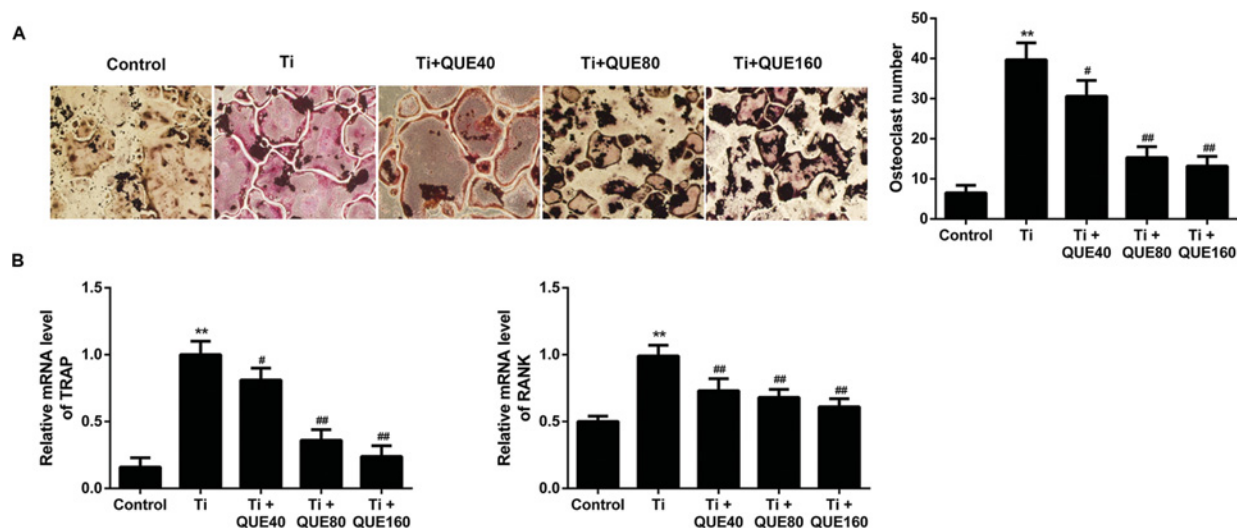 A
Control
Ti
Ti+QUE40
Ti+QUE80
Ti+QUE160
Osteoclast number
50
40
30
20
10
0
**
#
##
##
Control
Ti
Ti +
QUE40
Ti +
QUE80
Ti +
QUE160
B
Relative mRNA level
of TRAP
1.5
1.0
0.5
0.0
**
#
##
##
Control
Ti
Ti +
QUE40
Ti +
QUE80
Ti +
QUE160
Relative mRNA level
of RANK
1.5
1.0
0.5
0.0
**
##
##
##
Control
Ti
Ti +
QUE40
Ti +
QUE80
Ti +
QUE160